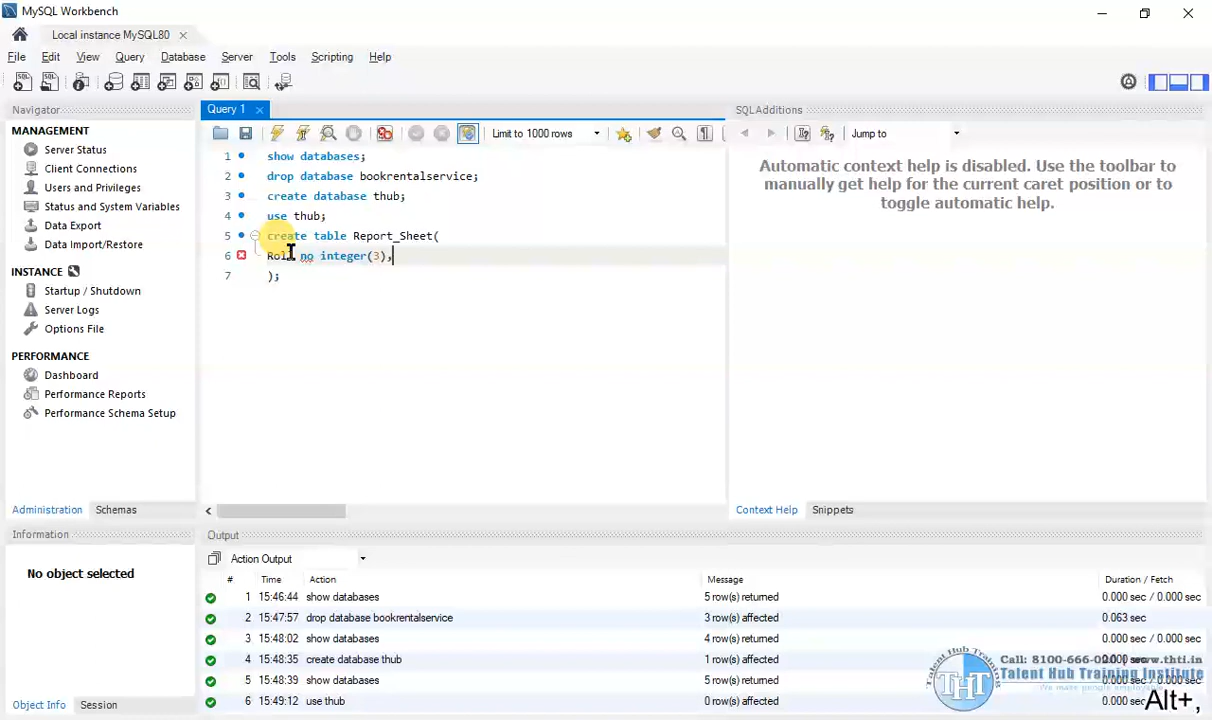 MySQL Workbench
Local instance MySQL80
File Edit View Query Database Server Tools Scripting Help
Navigator
MANAGEMENT
Server Status
Client Connections
Users and Privileges
Status and System Variables
Data Export
Data Import/Restore
INSTANCE
Startup / Shutdown
Server Logs
Options File
PERFORMANCE
Dashboard
Performance Reports
Performance Schema Setup
Administration Schemas
Information
No object selected
Object Info Session
Query 1
Limit to 1000 rows
1 show databases;
2 drop database bookrentalservice;
3 create database thub;
4 use thub;
5 create table Report_Sheet(
6 Roll no integer(3),
7 );
SQLAdditions
Jump to
Automatic context help is disabled. Use the toolbar to
manually get help for the current caret position or to
toggle automatic help.
Context Help Snippets
Output
Action Output
# Time Action Message Duration / Fetch
1 15:46:44 show databases 5 row(s) returned 0.000 sec / 0.000 sec
2 15:47:57 drop database bookrentalservice 3 row(s) affected 0.063 sec
3 15:48:02 show databases 4 row(s) returned 0.000 sec / 0.000 sec
4 15:48:35 create database thub 1 row(s) affected
5 15:48:39 show databases 5 row(s) returned
6 15:49:12 use thub 0 row(s) affected
Talent Hub Training Institute
THT
Alt+,